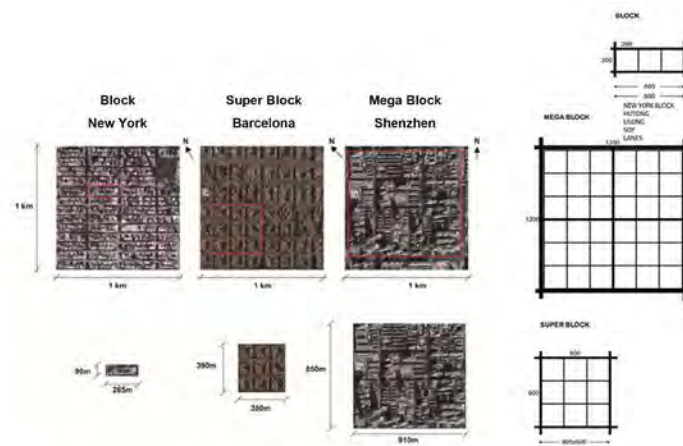 BLOCK
200
200
600
800
NEW YORK BLOCK
HUTONG
LANES
Block
New York
Super Block
Barcelona
Mega Block
Shenzhen
MEGA BLOCK
1200
N
N
N
1 km
1200
1 km
1 km
1 km
SUPER BLOCK
90m
265m
390m
380m
850m
910m
600
600